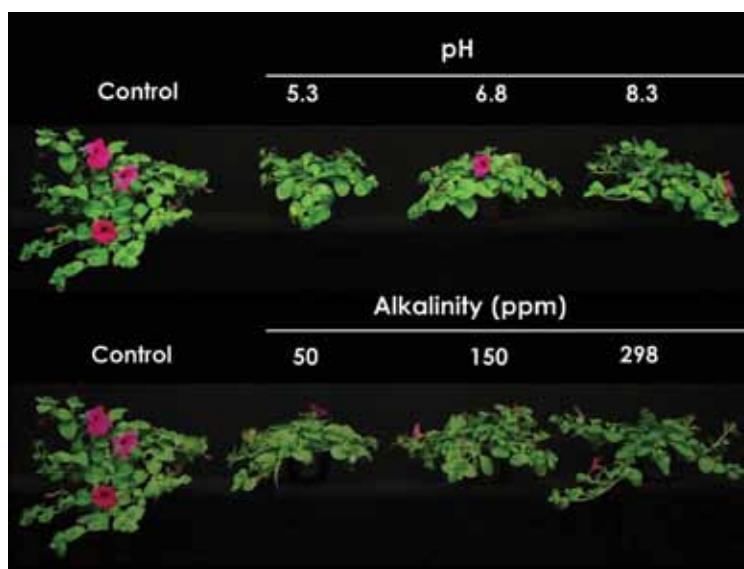 pH
Control 5.3 6.8 8.3
Alkalinity (ppm)
Control 50 150 298